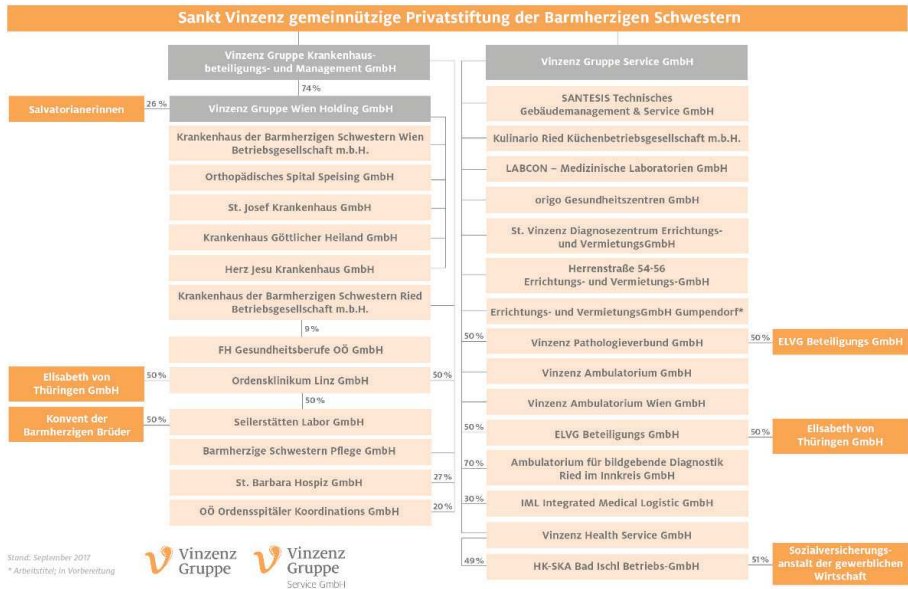 Sankt Vinzenz gemeinnützige Privatstiftung der Barmherzigen Schwestern
Vinzenz Gruppe Krankenhaus-
beteiligungs- und Management GmbH
74 %
Salvatorianerinnen
26 %
Vinzenz Gruppe Wien Holding GmbH
Krankenhaus der Barmherzigen Schwestern Wien
Betriebsgesellschaft m.b.H.
Orthopädisches Spital Speising GmbH
St. Josef Krankenhaus GmbH
Krankenhaus Göttlicher Heiland GmbH
Herz Jesu Krankenhaus GmbH
Krankenhaus der Barmherzigen Schwestern Ried
Betriebsgesellschaft m.b.H.
9 %
FH Gesundheitsberufe OÖ GmbH
Elisabeth von
Thüringen GmbH
50 %
Ordensklinikum Linz GmbH
50 %
50 %
Konvent der
Barmherzigen Brüder
50 %
Seilerstätten Labor GmbH
Barmherzige Schwestern Pflege GmbH
St. Barbara Hospiz GmbH
27 %
OÖ Ordensspitäler Koordinations GmbH
20 %
Vinzenz Gruppe Service GmbH
SANTESIS Technisches
Gebäudemanagement & Service GmbH
Kulinario Ried Küchenbetriebsgesellschaft m.b.H.
LABCON – Medizinische Laboratorien GmbH
origo Gesundheitszentren GmbH
St. Vinzenz Diagnosezentrum Errichtungs-
und VermietungsGmbH
Herrenstraße 54-56
Errichtungs- und Vermietungs-GmbH
Errichtungs- und VermietungsGmbH Gumpendorf*
50 %
Vinzenz Pathologieverbund GmbH
50 %
ELVG Beteiligungs GmbH
Vinzenz Ambulatorium GmbH
Vinzenz Ambulatorium Wien GmbH
50 %
ELVG Beteiligungs GmbH
50 %
Elisabeth von
Thüringen GmbH
70 %
Ambulatorium für bildgebende Diagnostik
Ried im Innkreis GmbH
30 %
IML Integrated Medical Logistic GmbH
Vinzenz Health Service GmbH
49 %
HK-SKA Bad Ischl Betriebs-GmbH
51 %
Sozialversicherungs-
anstalt der gewerblichen
Wirtschaft
Stand: September 2017
* Arbeitstitel; in Vorbereitung
Vinzenz
Gruppe
Vinzenz
Gruppe
Service GmbH